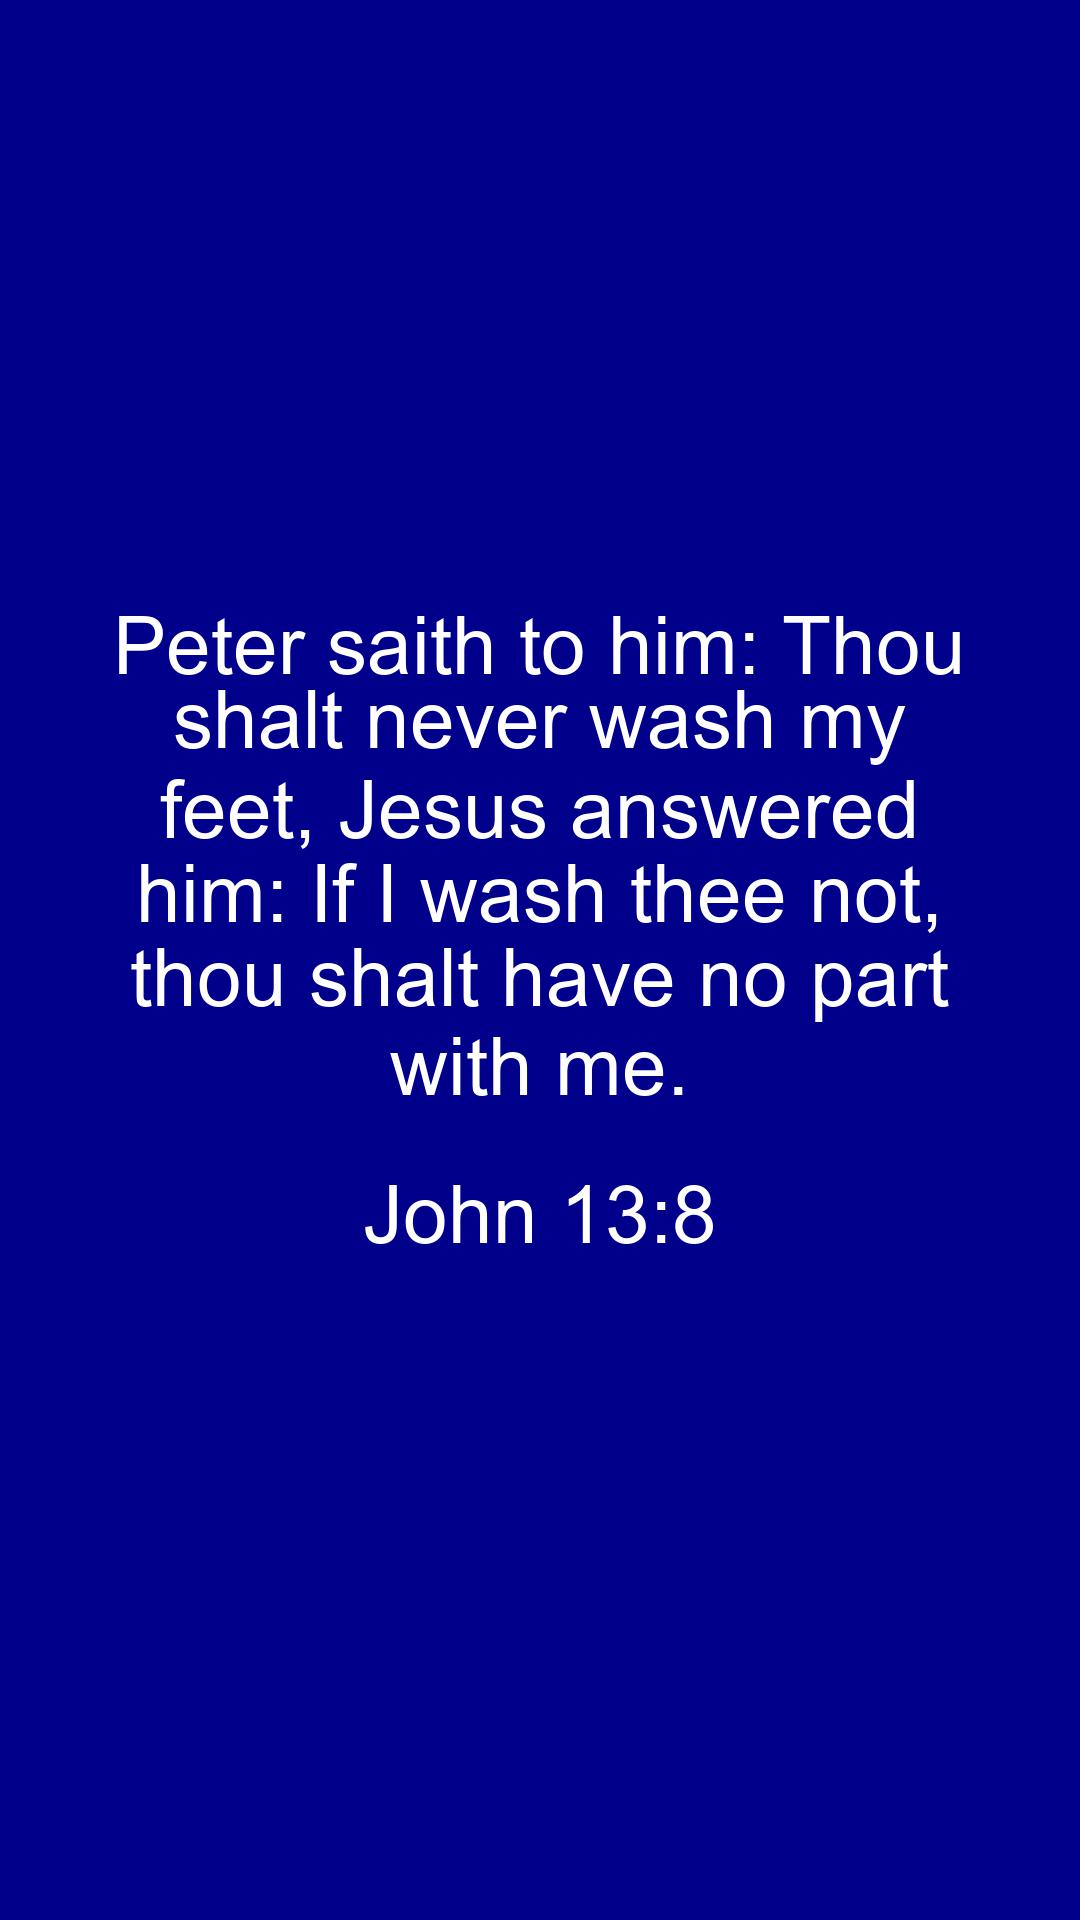 Peter saith to him: Thou
shalt never wash my
feet, Jesus answered
him: If I wash thee not,
thou shalt have no part
with me.
John 13:8